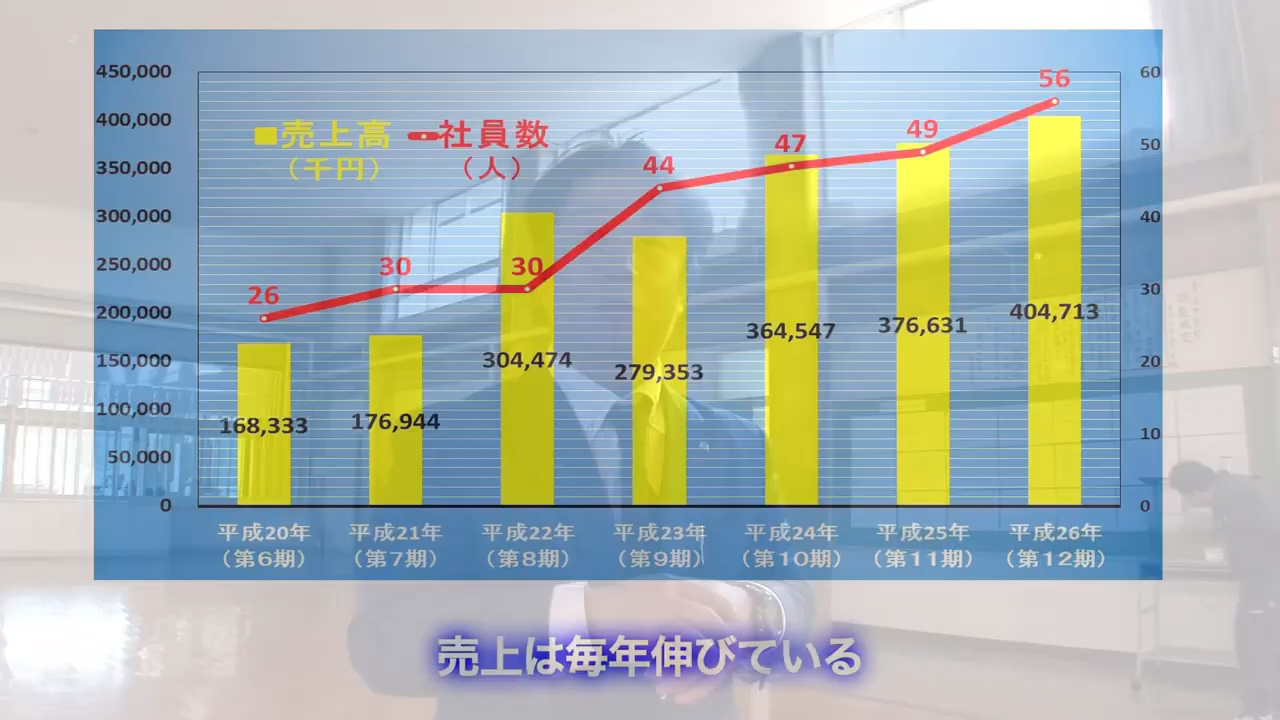 450,000
400,000
350,000
300,000
250,000
200,000
150,000
100,000
50,000
0
60
50
40
30
20
10
0
売上高
(千円)
社員数
(人)
26
30
30
44
47
49
56
168,333
176,944
304,474
279,353
364,547
376,631
404,713
平成20年
(第6期)
平成21年
(第7期)
平成22年
(第8期)
平成23年
(第9期)
平成24年
(第10期)
平成25年
(第11期)
平成26年
(第12期)
売上は毎年伸びている